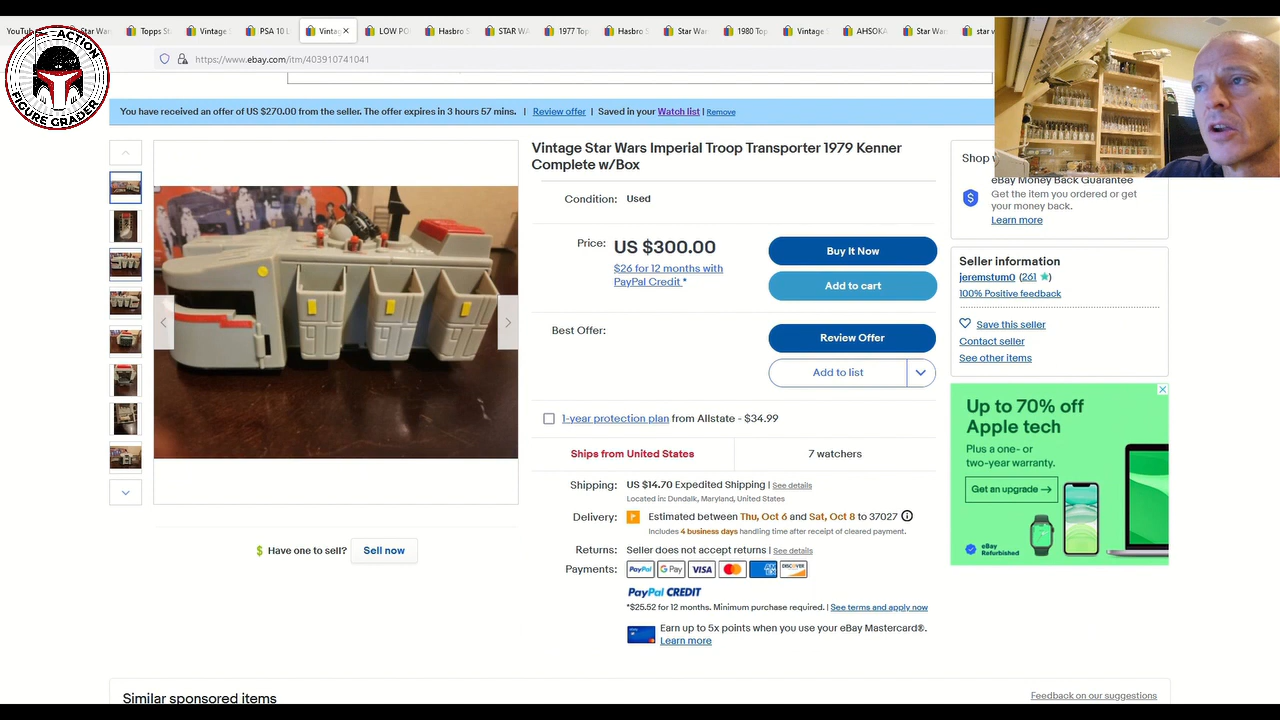 YouTu
Star War
Topps St
Vintage
PSA 10 L
Vintag
LOW PO
Hasbro
STAR WA
1977 Top
Hasbro S
Star War
1980 Top
Vintage
AHSOKA
Star War
star w
ACTION
FIGURE GRADER
https://www.ebay.com/itm/403910741041
You have received an offer of US $270.00 from the seller. The offer expires in 3 hours 57 mins. | Review offer | Saved in your Watch list | Remove
Vintage Star Wars Imperial Troop Transporter 1979 Kenner
Complete w/Box
Condition: Used
Price: US $300.00
$26 for 12 months with
PayPal Credit *
Buy It Now
Add to cart
Best Offer:
Review Offer
Add to list
1-year protection plan from Allstate - $34.99
Ships from United States
7 watchers
Shipping: US $14.70 Expedited Shipping | See details
Located in: Dundalk, Maryland, United States
Delivery: Estimated between Thu, Oct 6 and Sat, Oct 8 to 37027
Includes 4 business days handling time after receipt of cleared payment.
Returns: Seller does not accept returns | See details
Payments: PayPal G Pay VISA DISCOVER
PayPal CREDIT
*$25.52 for 12 months. Minimum purchase required. | See terms and apply now
Earn up to 5x points when you use your eBay Mastercard®.
Learn more
Have one to sell? Sell now
Shop w
eBay Money Back Guarantee
Get the item you ordered or get
your money back.
Learn more
Seller information
jeremstum0 (261)
100% Positive feedback
Save this seller
Contact seller
See other items
Up to 70% off
Apple tech
Plus a one- or
two-year warranty.
Get an upgrade →
eBay
Refurbished
Similar sponsored items
Feedback on our suggestions